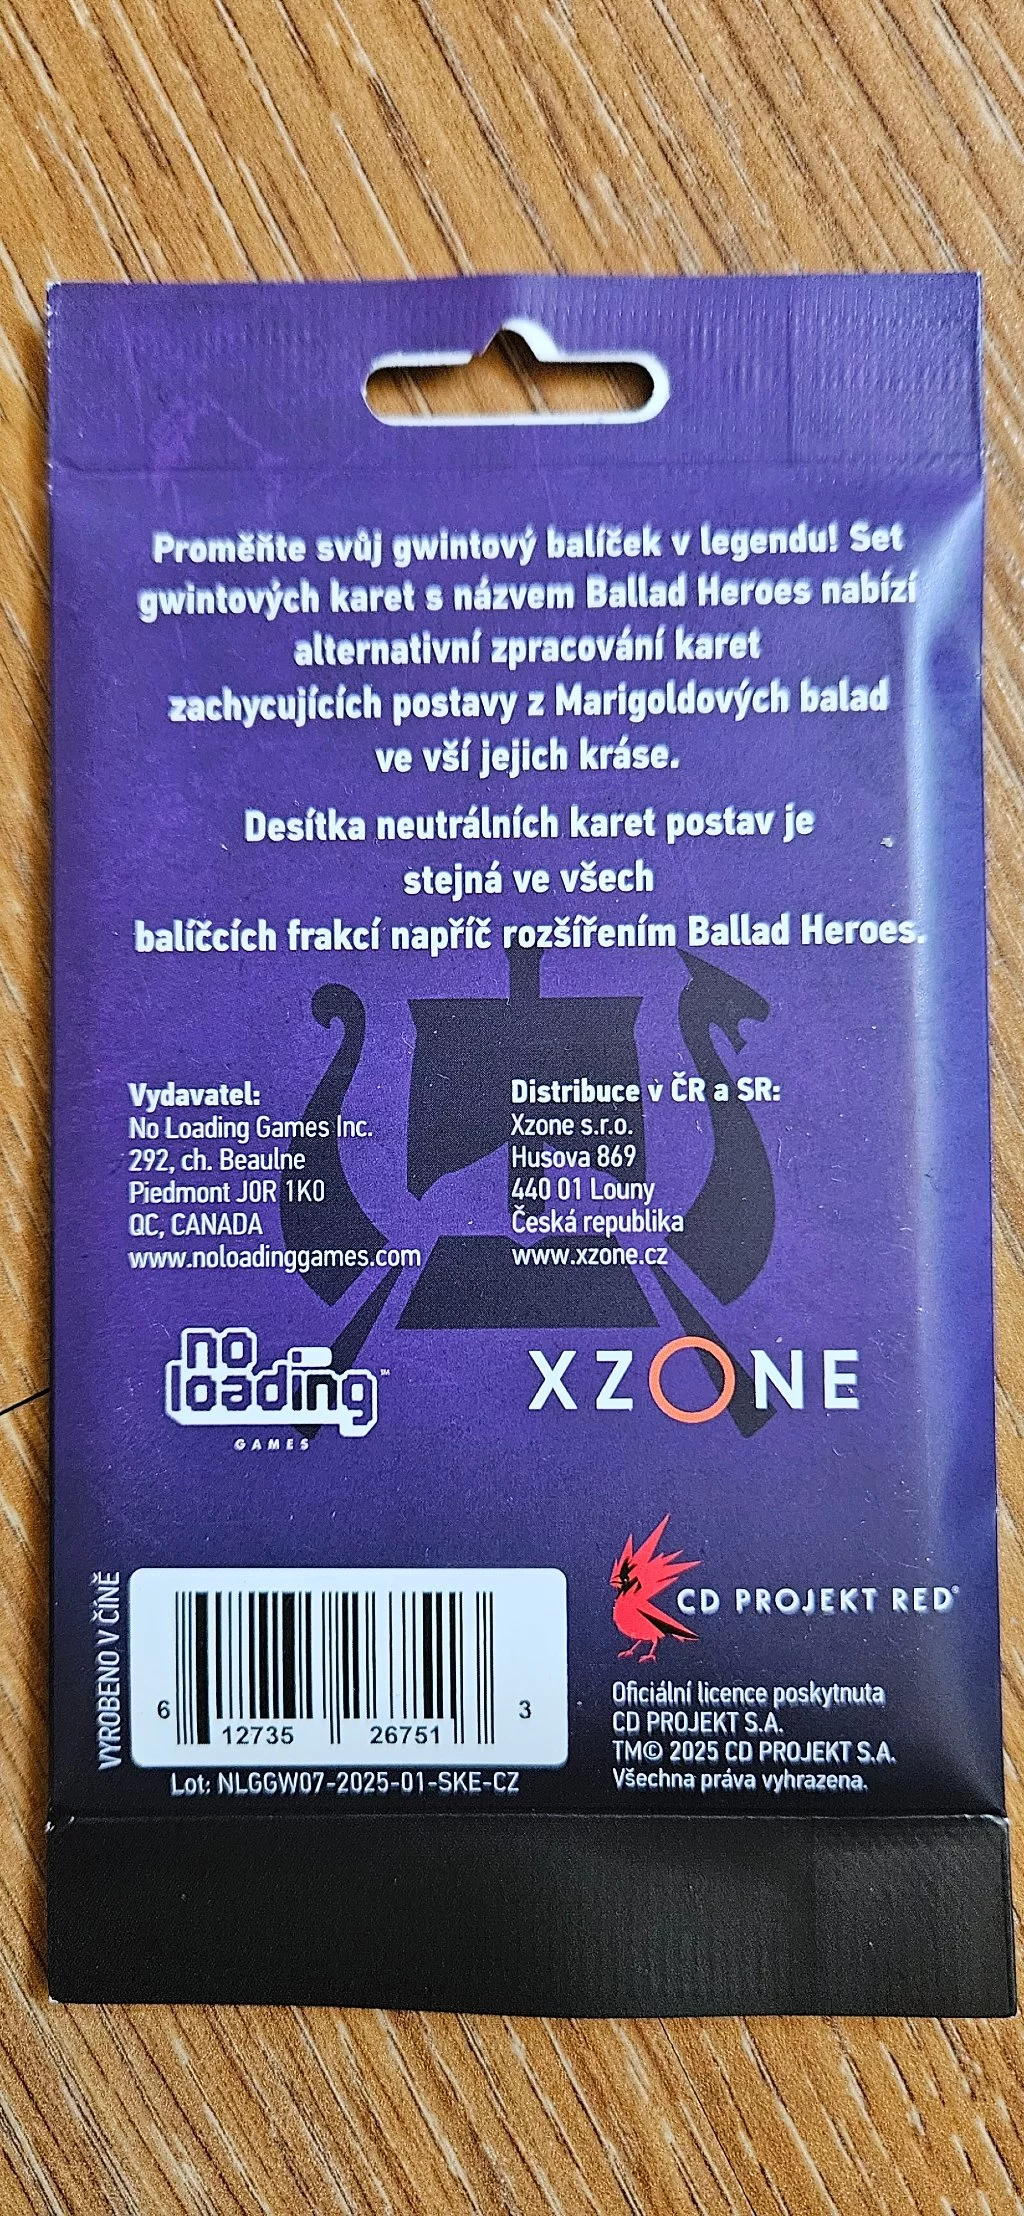 Proměňte svůj gwintový balíček v legendu! Set
gwintových karet s názvem Ballad Heroes nabízí
alternativní zpracování karet
zachycujících postavy z Marigoldových balad
ve vší jejich kráse.
Desítka neutrálních karet postav je
stejná ve všech
balíčcích frakcí napříč rozšířením Ballad Heroes.
Vydavatel:
No Loading Games Inc.
292, ch. Beaulne
Piedmont J0R 1K0
QC, CANADA
www.noloadinggames.com
Distribuce v ČR a SR:
Xzone s.r.o.
Husova 869
440 01 Louny
Česká republika
www.xzone.cz
no
loading™
GAMES
XZONE
VYROBENO V ČÍNĚ
6 12735 26751 3
Lot: NLGGW07-2025-01-SKE-CZ
CD PROJEKT RED®
Oficiální licence poskytnuta
CD PROJEKT S.A.
TM© 2025 CD PROJEKT S.A.
Všechna práva vyhrazena.